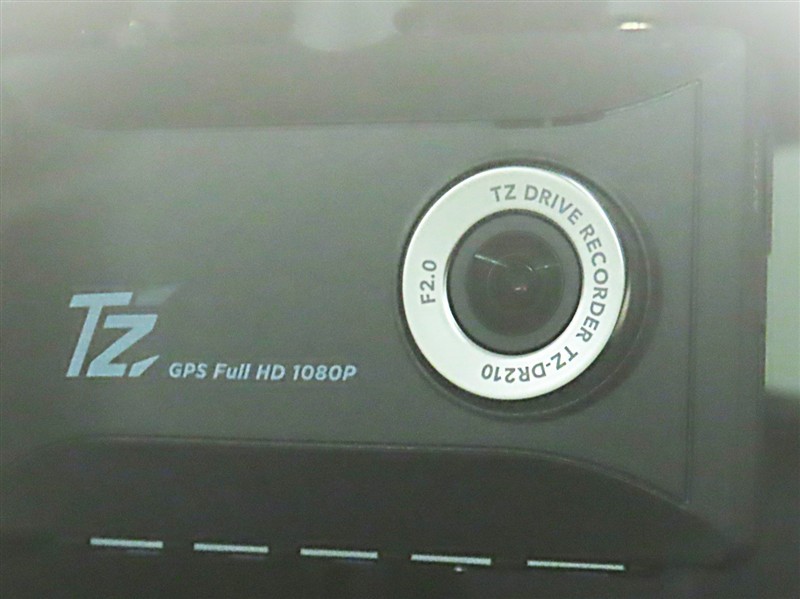 TZ
GPS Full HD 1080P
F2.0
TZ DRIVE RECORDER TZ-DR210